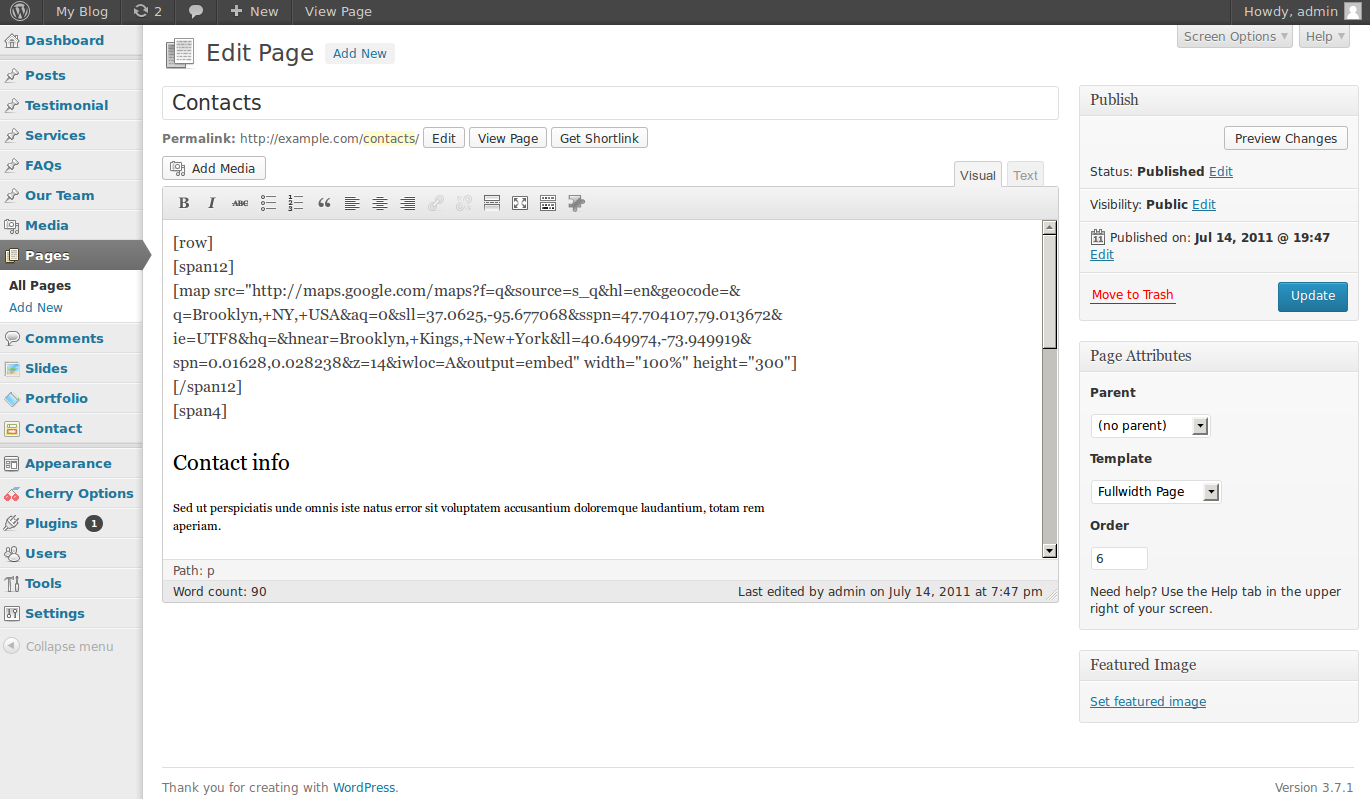 My Blog 2 New View Page Howdy, admin
Dashboard
Posts
Testimonial
Services
FAQs
Our Team
Media
Pages
All Pages
Add New
Comments
Slides
Portfolio
Contact
Appearance
Cherry Options
Plugins 1
Users
Tools
Settings
Collapse menu
Screen Options Help
Edit Page Add New
Contacts
Permalink: http://example.com/contacts/ Edit View Page Get Shortlink
Add Media
Visual Text
B I ABC
[row]
[span12]
[map src="http://maps.google.com/maps?f=q&source=s_q&hl=en&geocode=&
q=Brooklyn,+NY,+USA&aq=0&sll=37.0625,-95.677068&sspn=47.704107,79.013672&
ie=UTF8&hq=&hnear=Brooklyn,+Kings,+New+York&ll=40.649974,-73.949919&
spn=0.01628,0.028238&z=14&iwloc=A&output=embed" width="100%" height="300"]
[/span12]
[span4]
Contact info
Sed ut perspiciatis unde omnis iste natus error sit voluptatem accusantium doloremque laudantium, totam rem
aperiam.
Path: p
Word count: 90 Last edited by admin on July 14, 2011 at 7:47 pm
Publish
Preview Changes
Status: Published Edit
Visibility: Public Edit
11 Published on: Jul 14, 2011 @ 19:47
Edit
Move to Trash Update
Page Attributes
Parent
(no parent)
Template
Fullwidth Page
Order
6
Need help? Use the Help tab in the upper
right of your screen.
Featured Image
Set featured image
Thank you for creating with WordPress. Version 3.7.1